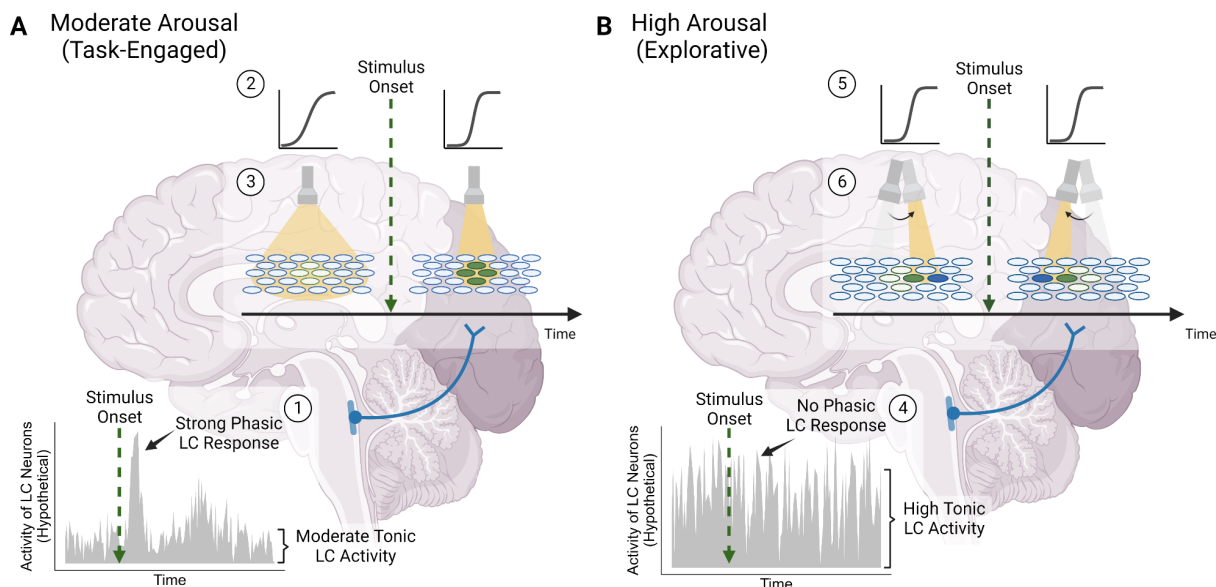 A
Moderate Arousal
(Task-Engaged)
2
Stimulus
Onset
3
Time
1
Stimulus
Onset
Strong Phasic
LC Response
Activity of LC Neurons
(Hypothetical)
Moderate Tonic
LC Activity
Time
B
High Arousal
(Explorative)
5
Stimulus
Onset
6
Time
4
Stimulus
Onset
No Phasic
LC Response
Activity of LC Neurons
(Hypothetical)
High Tonic
LC Activity
Time